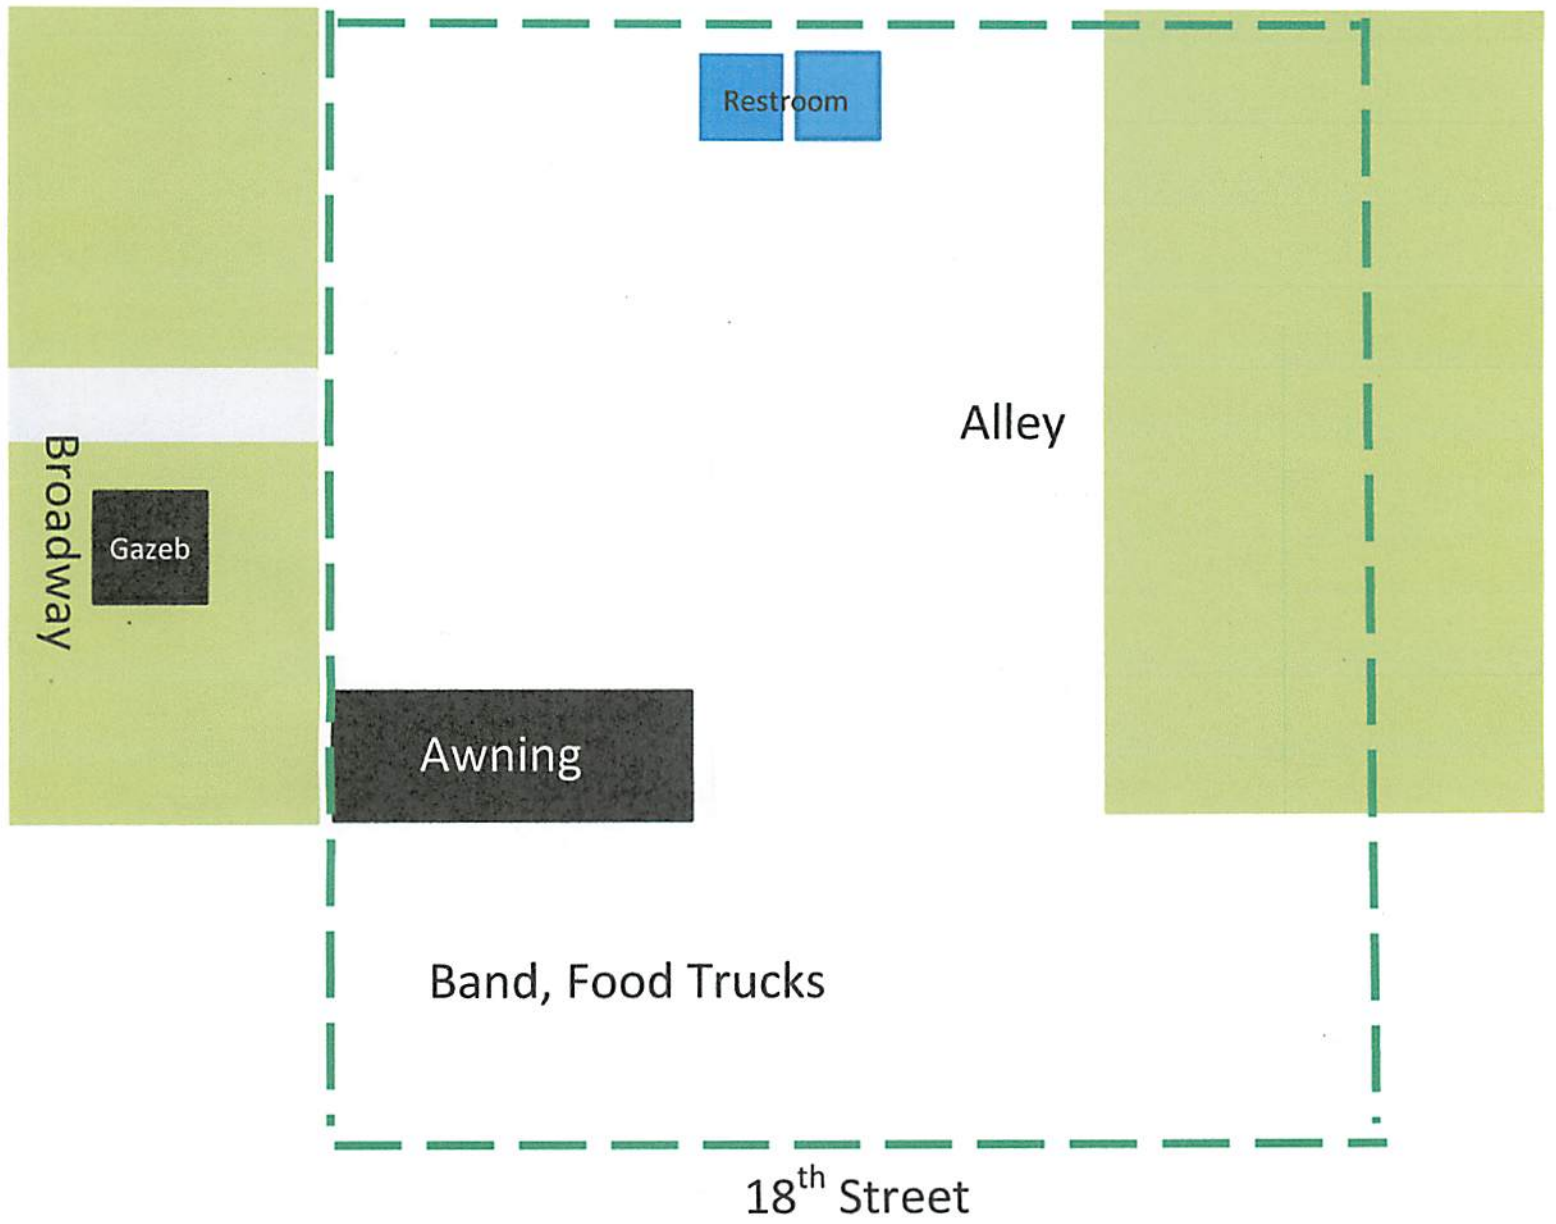 Restroom
Alley
Broadway
Gazeb
Awning
Band, Food Trucks
18th Street